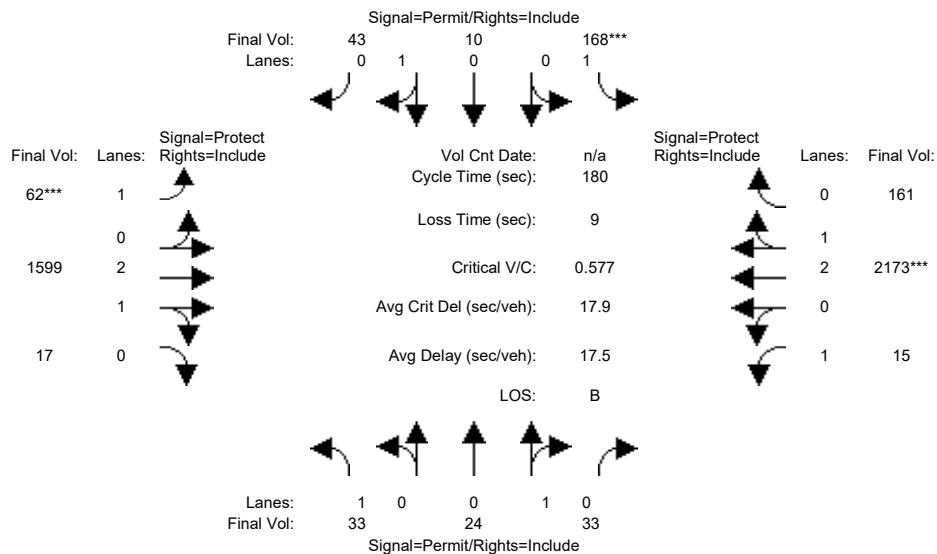 Signal=Permit/Rights=Include
Final Vol: 43 10 168***
Lanes: 0 1 0 0 1
Signal=Protect
Final Vol: Lanes: Rights=Include
Vol Cnt Date: n/a
Signal=Protect
Rights=Include Lanes: Final Vol:
Cycle Time (sec): 180
62*** 1
0 161
Loss Time (sec): 9
0
1
1599 2
Critical V/C: 0.577
2 2173***
1
Avg Crit Del (sec/veh): 17.9
0
17 0
Avg Delay (sec/veh): 17.5
1 15
LOS: B
Lanes: 1 0 0 1 0
Final Vol: 33 24 33
Signal=Permit/Rights=Include